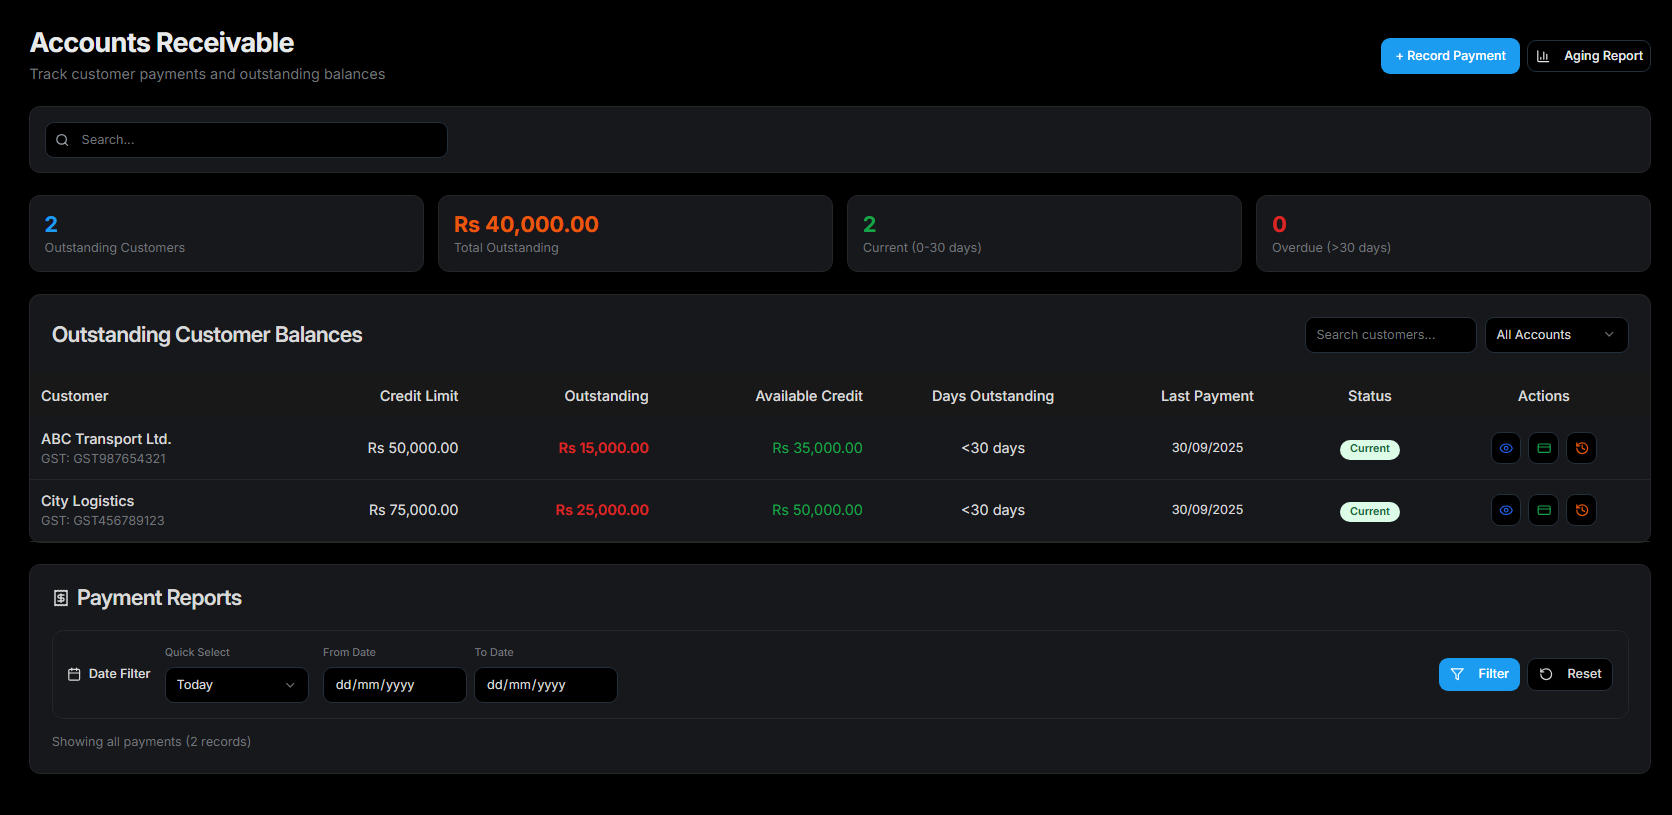 Accounts Receivable
Track customer payments and outstanding balances
+ Record Payment
Aging Report
Search...
2
Outstanding Customers
Rs 40,000.00
Total Outstanding
2
Current (0-30 days)
0
Overdue (>30 days)
Outstanding Customer Balances
Search customers...
All Accounts
Customer Credit Limit Outstanding Available Credit Days Outstanding Last Payment Status Actions
ABC Transport Ltd.
GST: GST987654321
Rs 50,000.00 Rs 15,000.00 Rs 35,000.00 <30 days 30/09/2025 Current
City Logistics
GST: GST456789123
Rs 75,000.00 Rs 25,000.00 Rs 50,000.00 <30 days 30/09/2025 Current
Payment Reports
Date Filter
Quick Select
Today
From Date
dd/mm/yyyy
To Date
dd/mm/yyyy
Filter
Reset
Showing all payments (2 records)